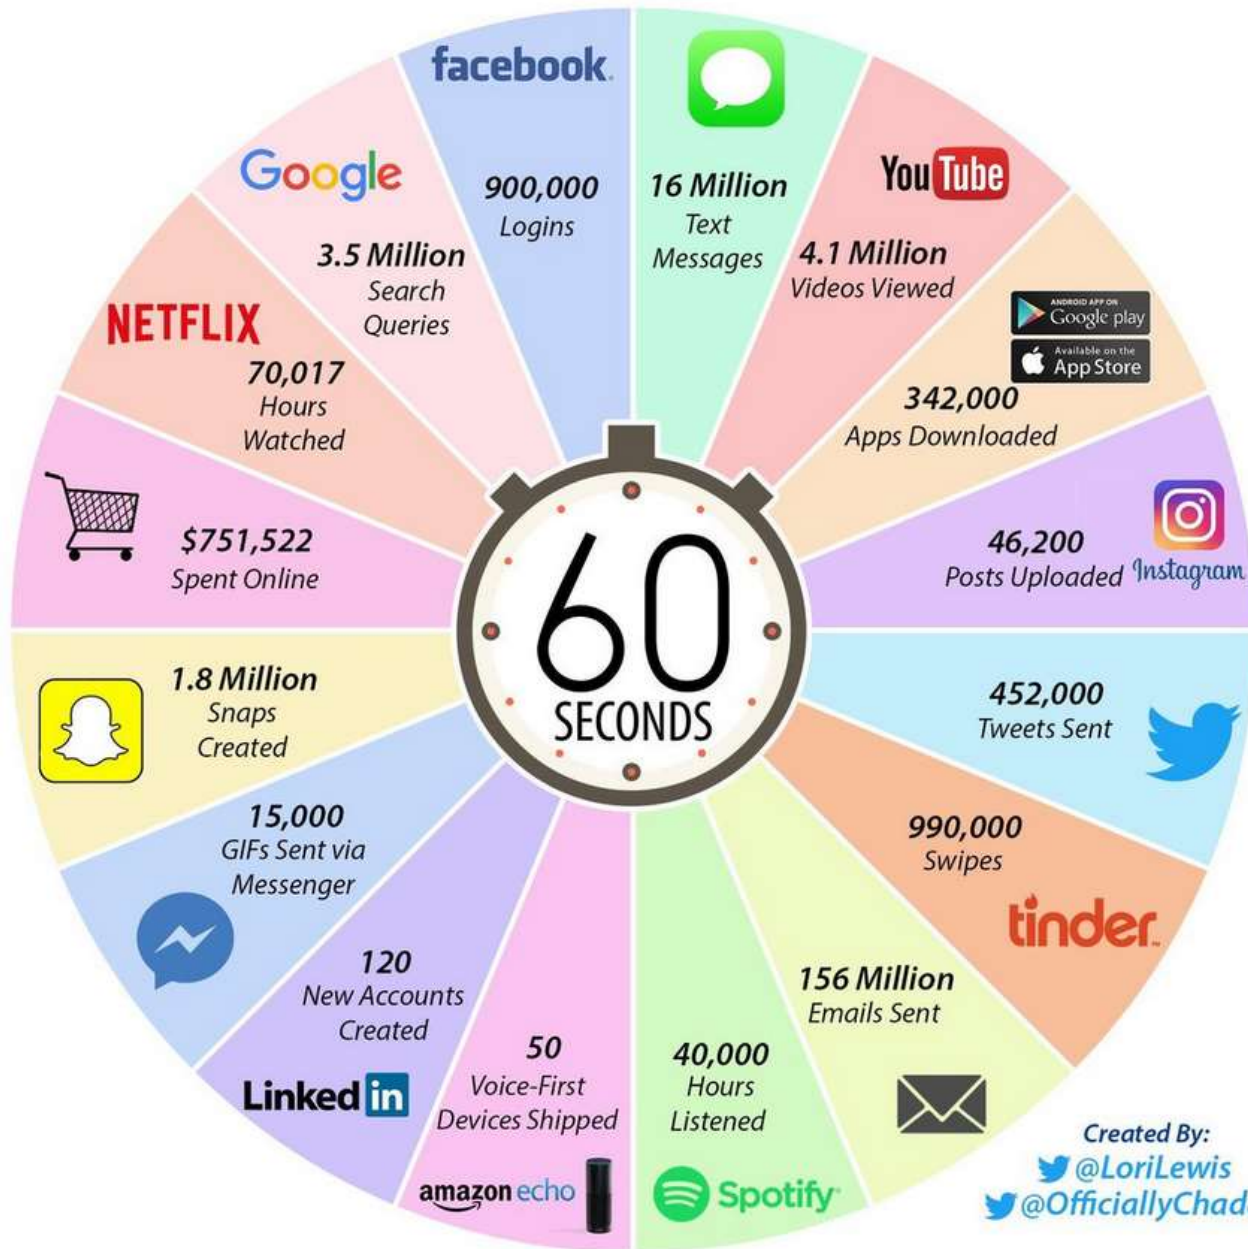 facebook
900,000
Logins
16 Million
Text
Messages
YouTube
4.1 Million
Videos Viewed
ANDROID APP ON
Google play
Available on the
App Store
342,000
Apps Downloaded
46,200
Posts Uploaded
Instagram
452,000
Tweets Sent
990,000
Swipes
tinder
156 Million
Emails Sent
40,000
Hours
Listened
Spotify
50
Voice-First
Devices Shipped
amazon echo
120
New Accounts
Created
Linked in
15,000
GIFs Sent via
Messenger
1.8 Million
Snaps
Created
$751,522
Spent Online
NETFLIX
70,017
Hours
Watched
Google
3.5 Million
Search
Queries
60
SECONDS
Created By:
@LoriLewis
@OfficiallyChad